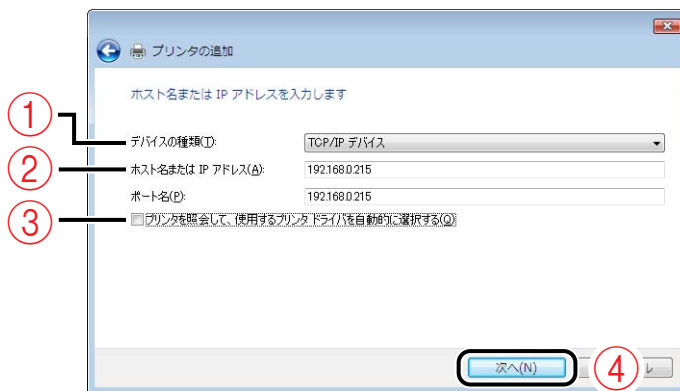 プリンタの追加
ホスト名または IP アドレスを入力します
① デバイスの種類(T): TCP/IP デバイス
② ホスト名または IP アドレス(A): 192.168.0.215
ポート名(P): 192.168.0.215
③ プリンタを照会して、使用するプリンタ ドライバを自動的に選択する(Q)
次へ(N) ④ ル